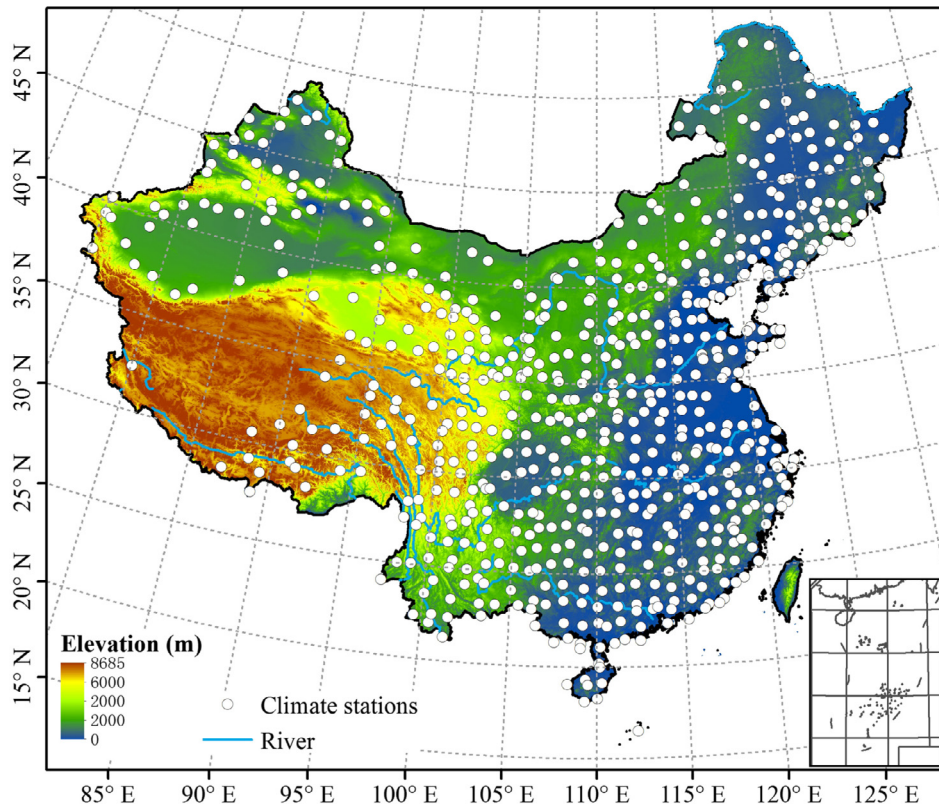 45° N
40° N
35° N
30° N
25° N
20° N
15° N
Elevation (m)
8685
6000
2000
2000
0
Climate stations
River
85° E
90° E
95° E
100° E
105° E
110° E
115° E
120° E
125° E